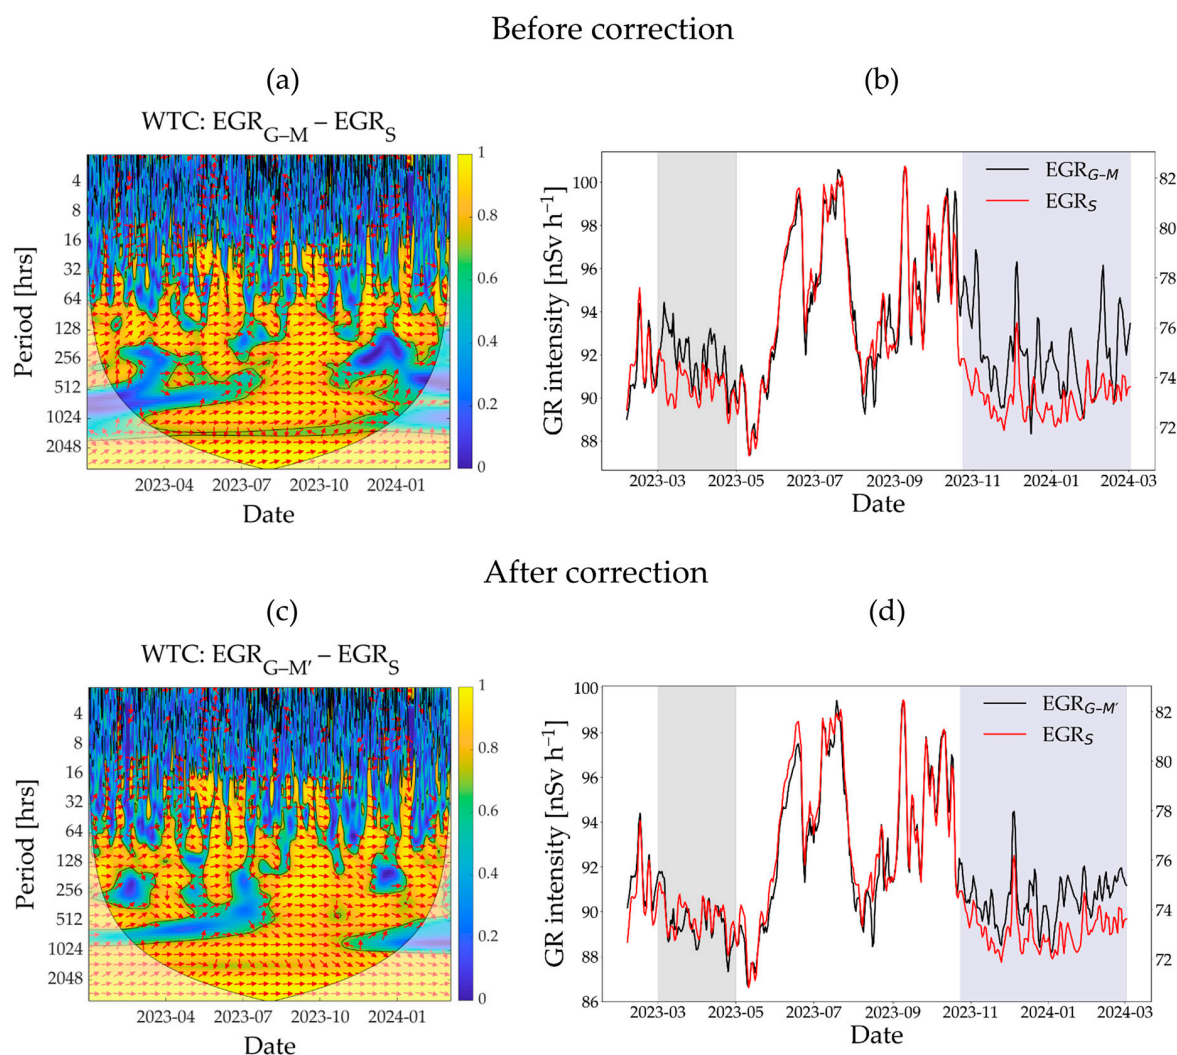 Before correction
(a)
WTC: EGR_G–M – EGR_S
Period [hrs]
4
8
16
32
64
128
256
512
1024
2048
2023-04 2023-07 2023-10 2024-01
Date
1
0.8
0.6
0.4
0.2
0
(b)
GR intensity [nSv h⁻¹]
100
98
96
94
92
90
88
EGR_G–M
EGR_S
82
80
78
76
74
72
2023-03 2023-05 2023-07 2023-09 2023-11 2024-01 2024-03
Date
After correction
(c)
WTC: EGR_G–M′ – EGR_S
Period [hrs]
4
8
16
32
64
128
256
512
1024
2048
2023-04 2023-07 2023-10 2024-01
Date
1
0.8
0.6
0.4
0.2
0
(d)
GR intensity [nSv h⁻¹]
100
98
96
94
92
90
88
86
EGR_G–M′
EGR_S
82
80
78
76
74
72
2023-03 2023-05 2023-07 2023-09 2023-11 2024-01 2024-03
Date